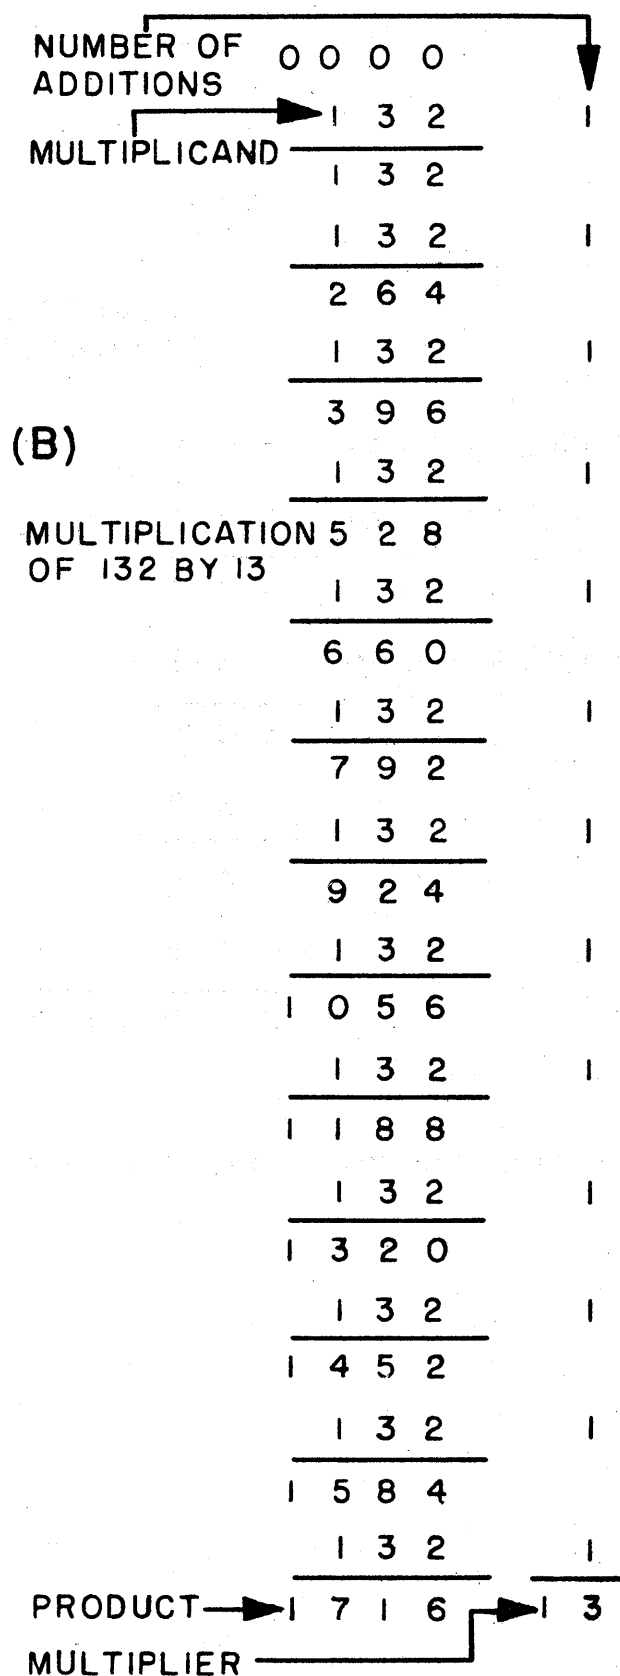 NUMBER OF 0 0 0 0
ADDITIONS
1 3 2 1
MULTIPLICAND
1 3 2
1 3 2 1
2 6 4
1 3 2 1
3 9 6
(B)
1 3 2 1
MULTIPLICATION 5 2 8
OF 132 BY 13
1 3 2 1
6 6 0
1 3 2 1
7 9 2
1 3 2 1
9 2 4
1 3 2 1
1 0 5 6
1 3 2 1
1 1 8 8
1 3 2 1
1 3 2 0
1 3 2 1
1 4 5 2
1 3 2 1
1 5 8 4
1 3 2 1
PRODUCT 1 7 1 6 1 3
MULTIPLIER